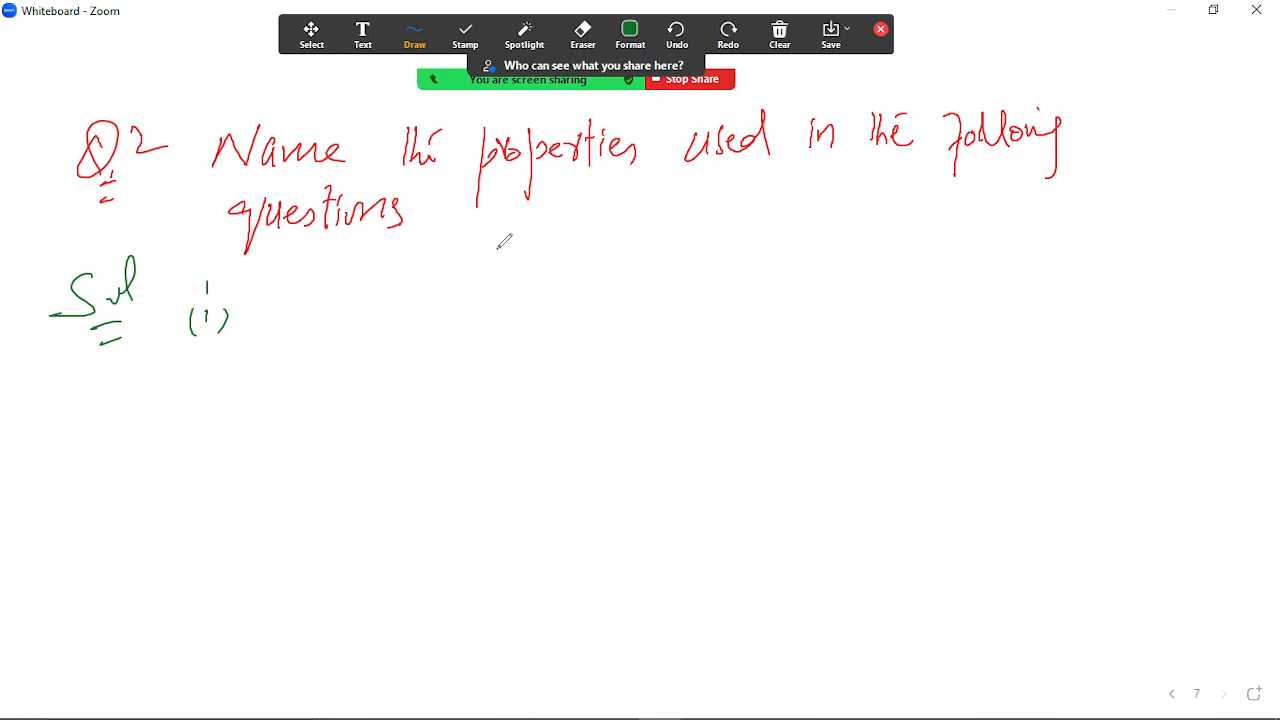 Whiteboard - Zoom
Select Text Draw Stamp Spotlight Eraser Format Undo Redo Clear Save
Who can see what you share here?
You are screen sharing Stop Share
Q2 Name the properties used in the following
questions
Sol (i)
7